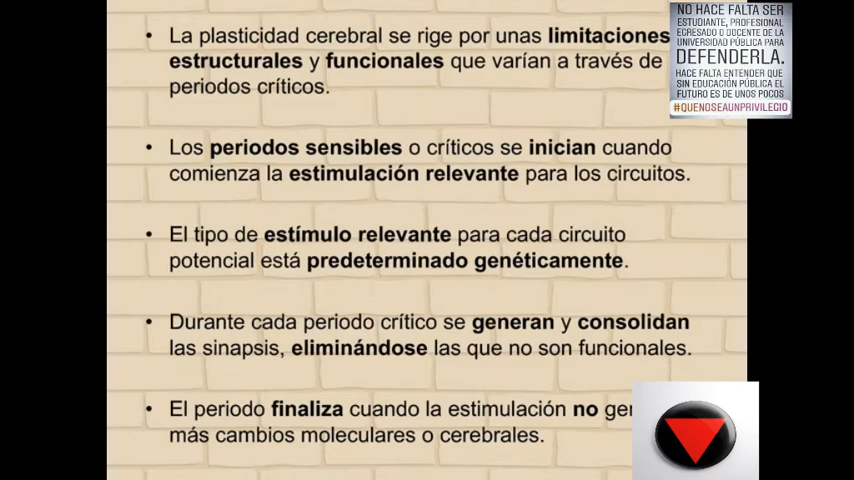 • La plasticidad cerebral se rige por unas limitaciones
estructurales y funcionales que varían a través de
periodos críticos.
• Los periodos sensibles o críticos se inician cuando
comienza la estimulación relevante para los circuitos.
• El tipo de estímulo relevante para cada circuito
potencial está predeterminado genéticamente.
• Durante cada periodo crítico se generan y consolidan
las sinapsis, eliminándose las que no son funcionales.
• El periodo finaliza cuando la estimulación no
más cambios moleculares o cerebrales.
NO HACE FALTA SER
ESTUDIANTE, PROFESIONAL
EGRESADO O DOCENTE DE LA
UNIVERSIDAD PÚBLICA PARA
DEFENDERLA.
HACE FALTA ENTENDER QUE
SIN EDUCACIÓN PÚBLICA EL
FUTURO ES DE UNOS POCOS
#QUENOSEAUNPRIVILEGIO